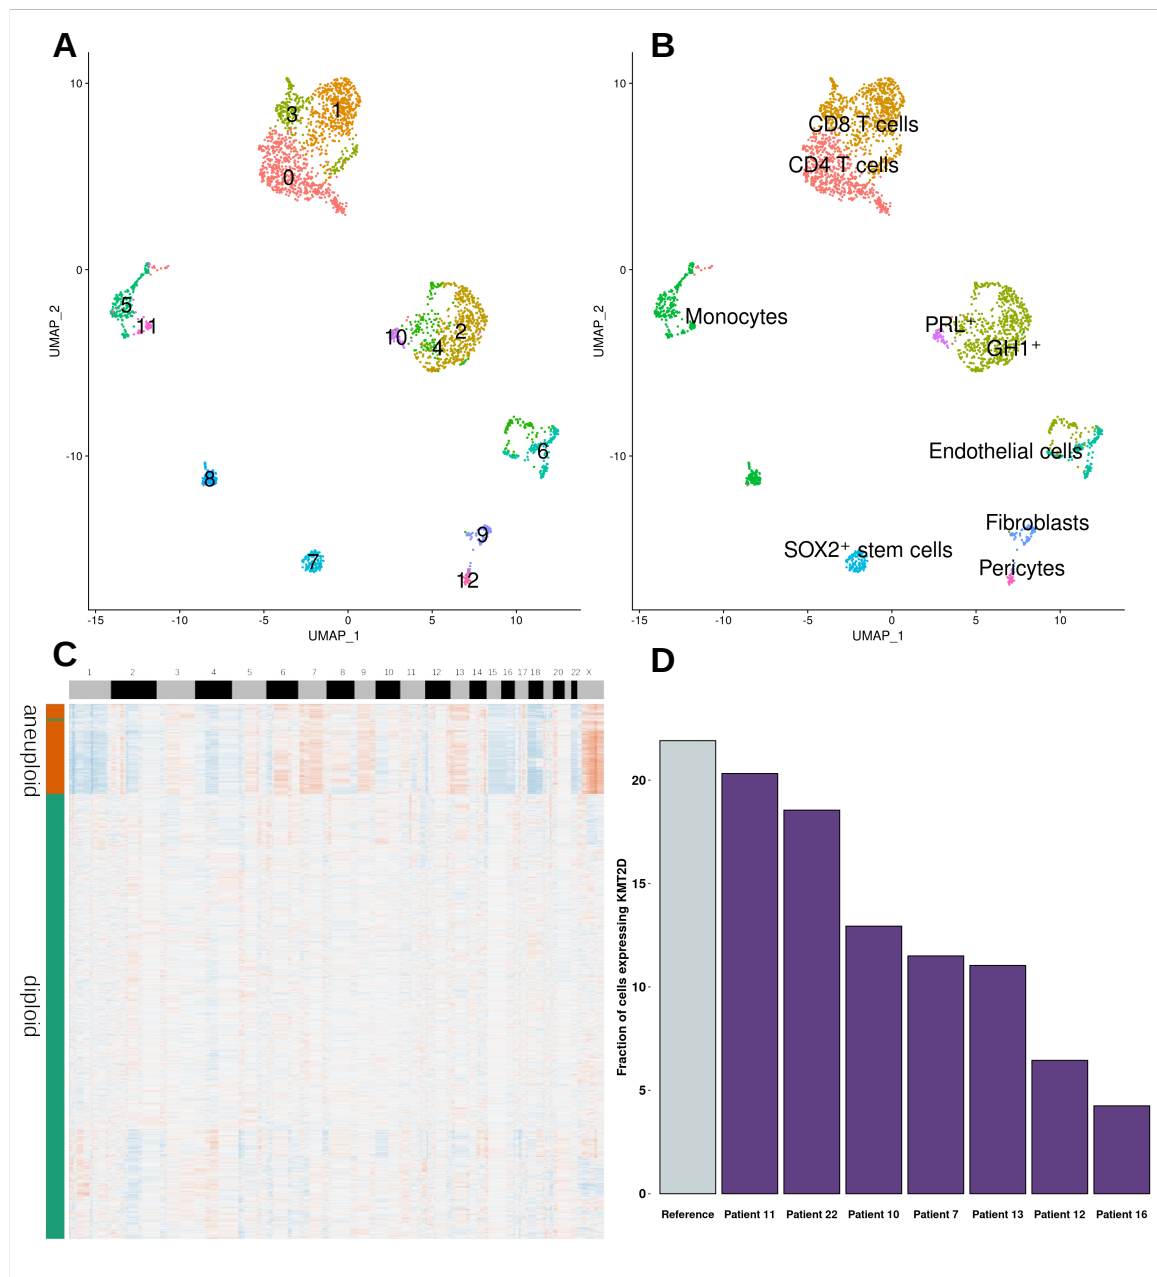 A
10
0
-10
UMAP_2
3
1
0
5
11
10
2
4
6
8
9
7
12
-15
-10
-5
0
5
10
UMAP_1
B
10
0
-10
UMAP_2
CD8 T cells
CD4 T cells
Monocytes
PRL⁺
GH1⁺
Endothelial cells
Fibroblasts
SOX2⁺ stem cells
Pericytes
-15
-10
-5
0
5
10
UMAP_1
C
1 2 3 4 5 6 7 8 9 10 11 12 13 14 15 16 17 18 20 22 X
aneuploid
diploid
D
Fraction of cells expressing KMT2D
20
15
10
5
0
Reference Patient 11 Patient 22 Patient 10 Patient 7 Patient 13 Patient 12 Patient 16